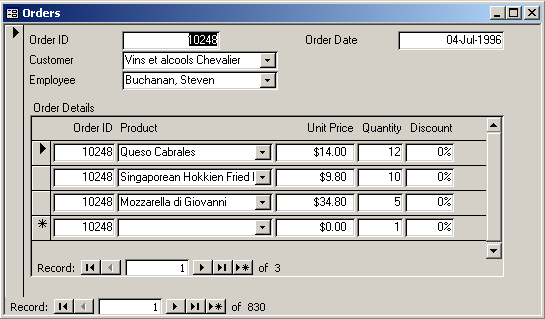 Orders
Order ID 10248 Order Date 04-Jul-1996
Customer Vins et alcools Chevalier
Employee Buchanan, Steven
Order Details
Order ID Product Unit Price Quantity Discount
10248 Queso Cabrales $14.00 12 0%
10248 Singaporean Hokkien Fried $9.80 10 0%
10248 Mozzarella di Giovanni $34.80 5 0%
10248 $0.00 1 0%
Record: 1 of 3
Record: 1 of 830